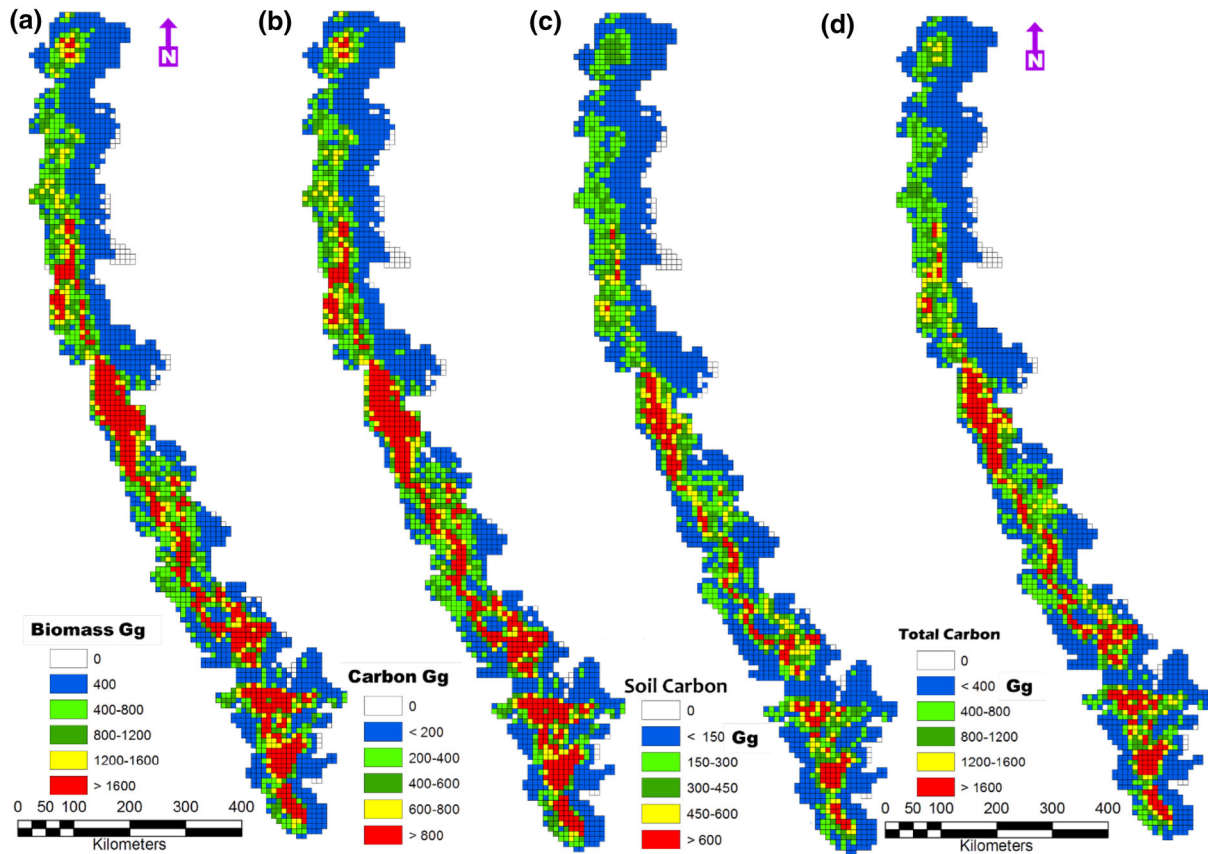 (a)
(b)
(c)
(d)
N
N
Biomass Gg
0
400
400-800
800-1200
1200-1600
> 1600
0 50 100 200 300 400
Kilometers
Carbon Gg
0
< 200
200-400
400-600
600-800
> 800
Soil Carbon
Gg
0
< 150
150-300
300-450
450-600
> 600
Total Carbon
Gg
0
< 400
400-800
800-1200
1200-1600
> 1600
0 50 100 200 300 400
Kilometers